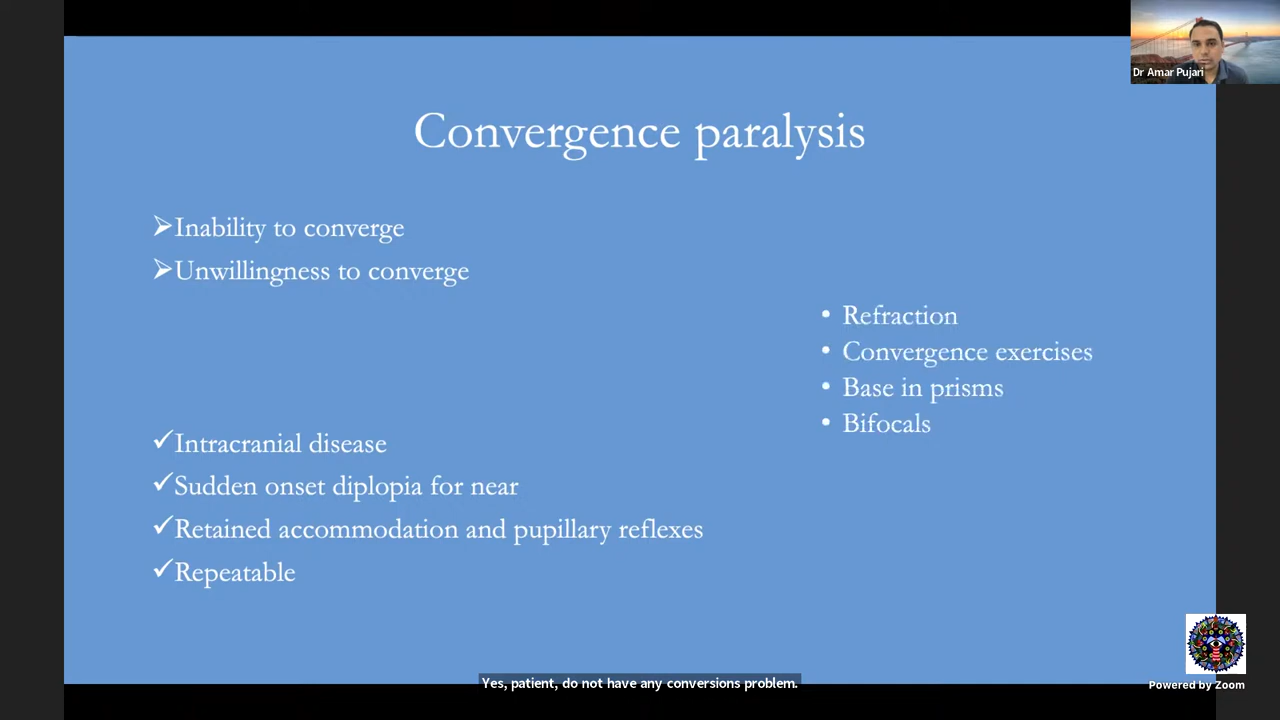 Dr Amar Pujari
Convergence paralysis
➢Inability to converge
➢Unwillingness to converge
• Refraction
• Convergence exercises
• Base in prisms
• Bifocals
✓Intracranial disease
✓Sudden onset diplopia for near
✓Retained accommodation and pupillary reflexes
✓Repeatable
Yes, patient, do not have any conversions problem.
Powered by Zoom